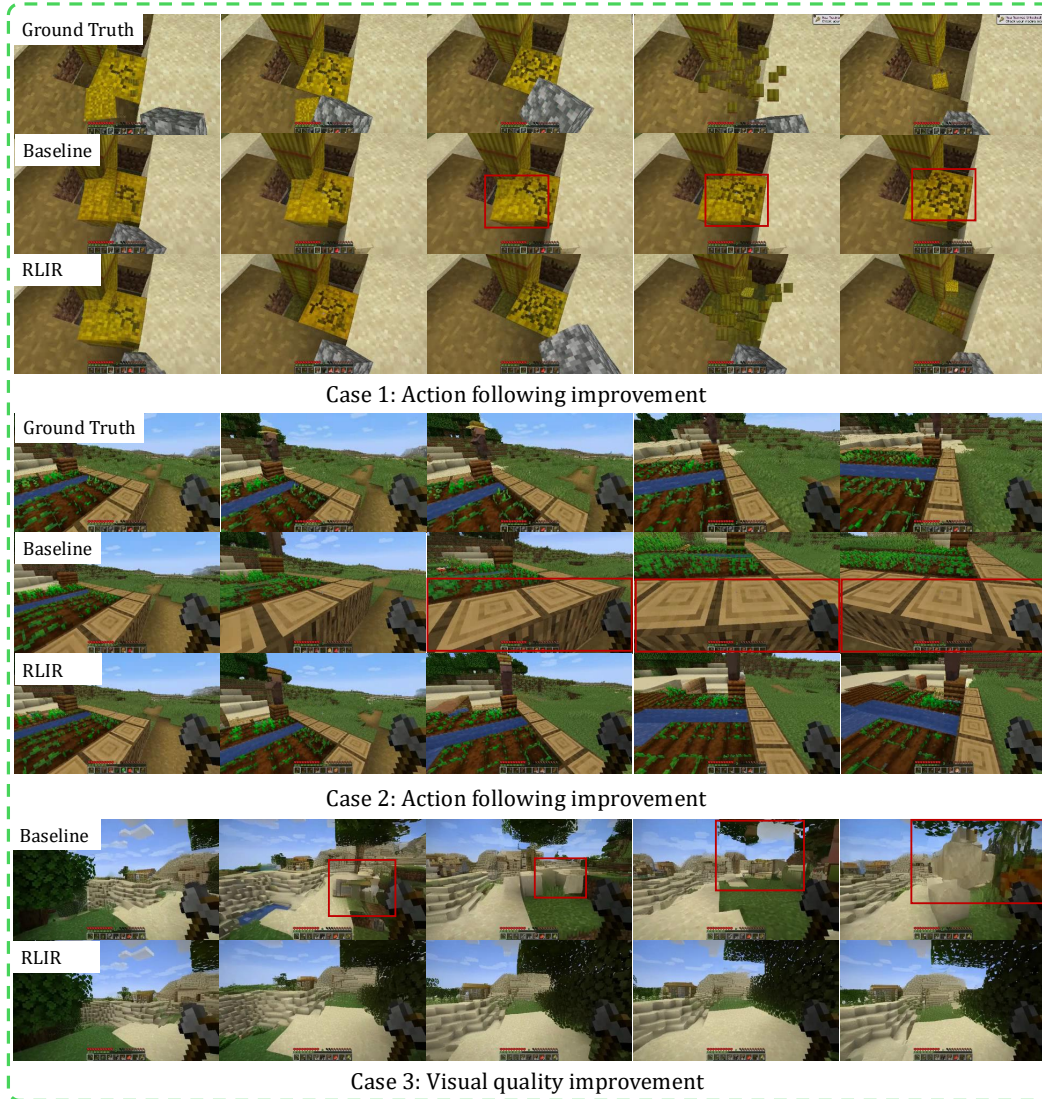 Ground Truth
Baseline
RLIR
Case 1: Action following improvement
Ground Truth
Baseline
RLIR
Case 2: Action following improvement
Baseline
RLIR
Case 3: Visual quality improvement